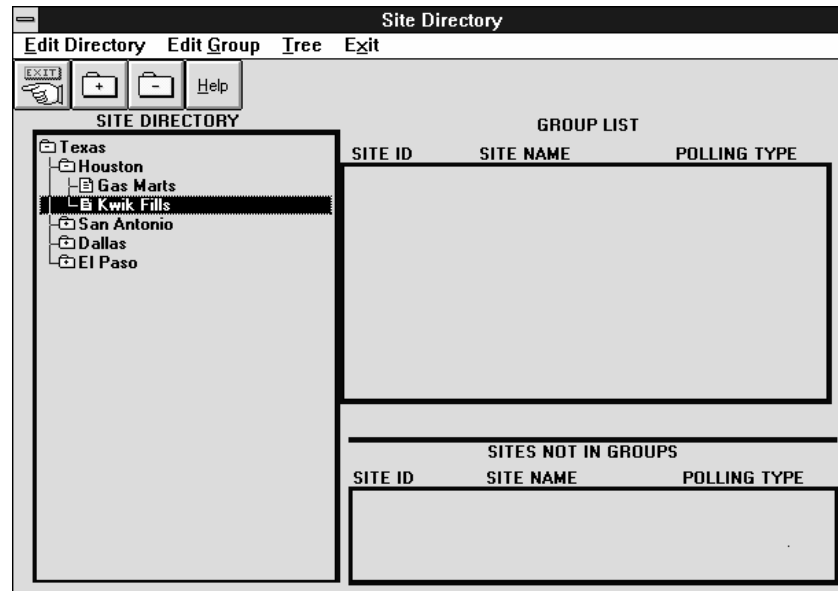 Site Directory
Edit Directory Edit Group Tree Exit
EXIT Help
SITE DIRECTORY
Texas
Houston
Gas Marts
Kwik Fills
San Antonio
Dallas
El Paso
GROUP LIST
SITE ID SITE NAME POLLING TYPE
SITES NOT IN GROUPS
SITE ID SITE NAME POLLING TYPE